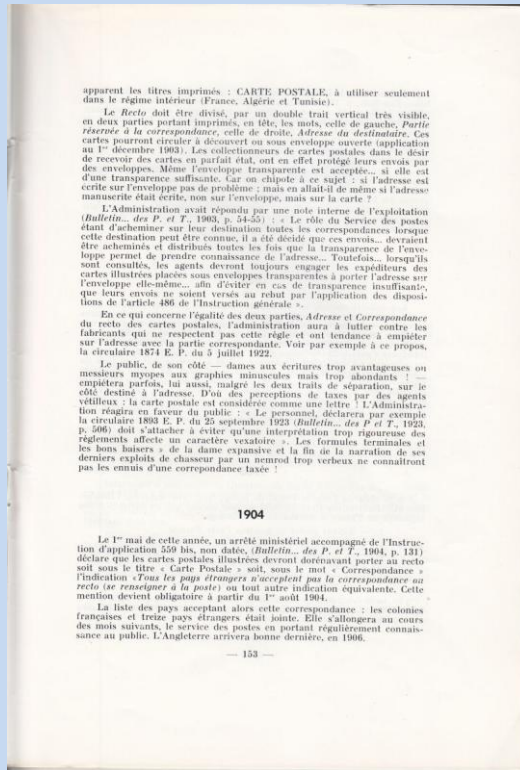 apparent les titres imprimés : CARTE POSTALE, à utiliser seulement
dans le régime intérieur (France, Algérie et Tunisie).
Le Recto doit être divisé, par un double trait vertical très visible,
en deux parties portant imprimés, en tête, les mots, celle de gauche, Partie
réservée à la correspondance, celle de droite, Adresse du destinataire. Ces
cartes pourront circuler à découvert ou sous enveloppe ouverte (application
au 1er décembre 1903). Les collectionneurs de cartes postales dans le désir
de recevoir des cartes en parfait état, ont en effet protégé leurs envois par
des enveloppes. Même l'enveloppe transparente est acceptée... si elle est
d'une transparence suffisante. Car on chipote à ce sujet : si l'adresse est
écrite sur l'enveloppe pas de problème ; mais en allait-il de même si l'adresse
manuscrite était écrite, non sur l'enveloppe, mais sur la carte ?
L'Administration avait répondu par une note interne de l'exploitation
(Bulletin... des P. et T., 1903, p. 54-55) : « Le rôle du Service des postes
étant d'acheminer sur leur destination toutes les correspondances lorsque
cette destination peut être connue, il a été décidé que ces envois... devraient
être acheminés et distribués toutes les fois que la transparence de l'enve-
loppe permet de prendre connaissance de l'adresse... Toutefois... lorsqu'ils
sont consultés, les agents devront toujours engager les expéditeurs des
cartes illustrées placées sous enveloppes transparentes à porter l'adresse sur
l'enveloppe elle-même... afin d'éviter en cas de transparence insuffisante,
que leurs envois ne soient versés au rebut par l'application des disposi-
tions de l'article 486 de l'Instruction générale ».
En ce qui concerne l'égalité des deux parties, Adresse et Correspondance
du recto des cartes postales, l'administration aura à lutter contre les
fabricants qui ne respectent pas cette règle et ont tendance à empiéter
sur l'adresse avec la partie correspondante. Voir par exemple à ce propos,
la circulaire 1874 E. P. du 5 juillet 1922.
Le public, de son côté — dames aux écritures trop avantageuses ou
messieurs myopes aux graphies minuscules mais trop abondants ! —
empiétera parfois, lui aussi, malgré les deux traits de séparation, sur le
côté destiné à l'adresse. D'où des perceptions de taxes par des agents
vétilleux : la carte postale est considérée comme une lettre ! L'Administra-
tion réagira en faveur du public : « Le personnel, déclarera par exemple
la circulaire 1893 E. P. du 25 septembre 1923 (Bulletin... des P et T., 1923,
p. 596) doit s'attacher à éviter qu'une interprétation trop rigoureuse des
règlements affecte un caractère vexatoire ». Les formules terminales et
les bons baisers » de la dame expansive et la fin de la narration de ses
derniers exploits de chasseur par un nemrod trop verbeux ne connaîtront
pas les ennuis d'une correpondance taxée !
1904
Le 1er mai de cette année, un arrêté ministériel accompagné de l'Instruc-
tion d'application 559 bis, non datée, (Bulletin... des P. et T., 1904, p. 131)
déclare que les cartes postales illustrées devront dorénavant porter au recto
soit sous le titre « Carte Postale » soit, sous le mot « Correspondance »
l'indication «Tous les pays étrangers n'acceptent pas la correspondance au
recto (se renseigner à la poste) ou tout autre indication équivalente. Cette
mention devient obligatoire à partir du 1er août 1904.
La liste des pays acceptant alors cette correspondance : les colonies
françaises et treize pays étrangers était jointe. Elle s'allongera au cours
des mois suivants, le service des postes en portant régulièrement connais-
sance au public. L'Angleterre arrivera bonne dernière, en 1906.
— 153 —